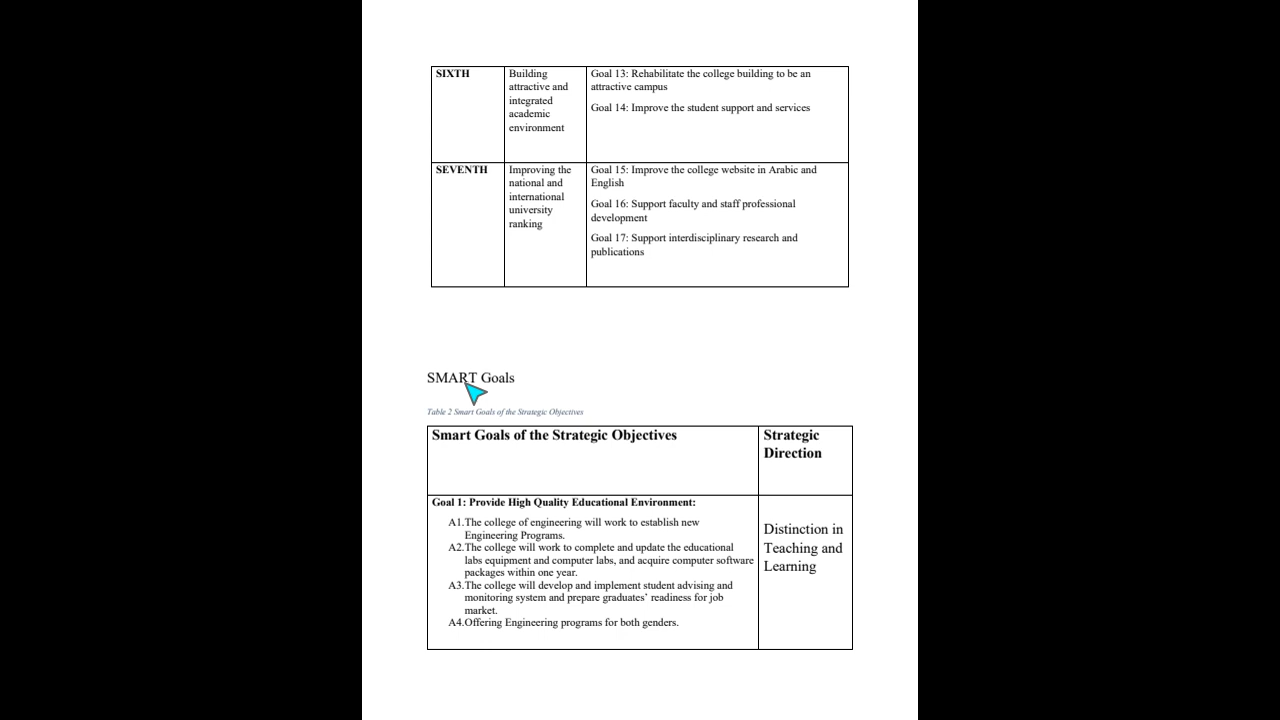 SIXTH
Building
attractive and
integrated
academic
environment
Goal 13: Rehabilitate the college building to be an
attractive campus
Goal 14: Improve the student support and services
SEVENTH
Improving the
national and
international
university
ranking
Goal 15: Improve the college website in Arabic and
English
Goal 16: Support faculty and staff professional
development
Goal 17: Support interdisciplinary research and
publications
SMART Goals
Table 2 Smart Goals of the Strategic Objectives
Smart Goals of the Strategic Objectives
Strategic
Direction
Goal 1: Provide High Quality Educational Environment:
A1.The college of engineering will work to establish new
Engineering Programs.
A2.The college will work to complete and update the educational
labs equipment and computer labs, and acquire computer software
packages within one year.
A3.The college will develop and implement student advising and
monitoring system and prepare graduates’ readiness for job
market.
A4.Offering Engineering programs for both genders.
Distinction in
Teaching and
Learning